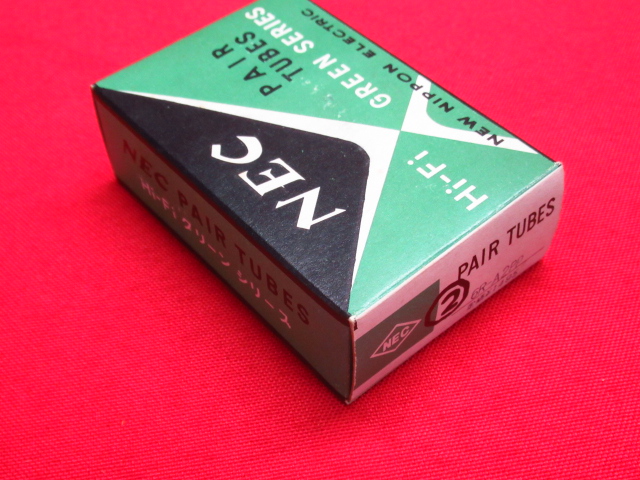 PAIR
TUBES
GREEN SERIES
NEW NIPPON ELECTRIC
Hi-Fi
NEC
NEC PAIR TUBES
Hi-Fiグリーンシリーズ
PAIR TUBES
2
NEC